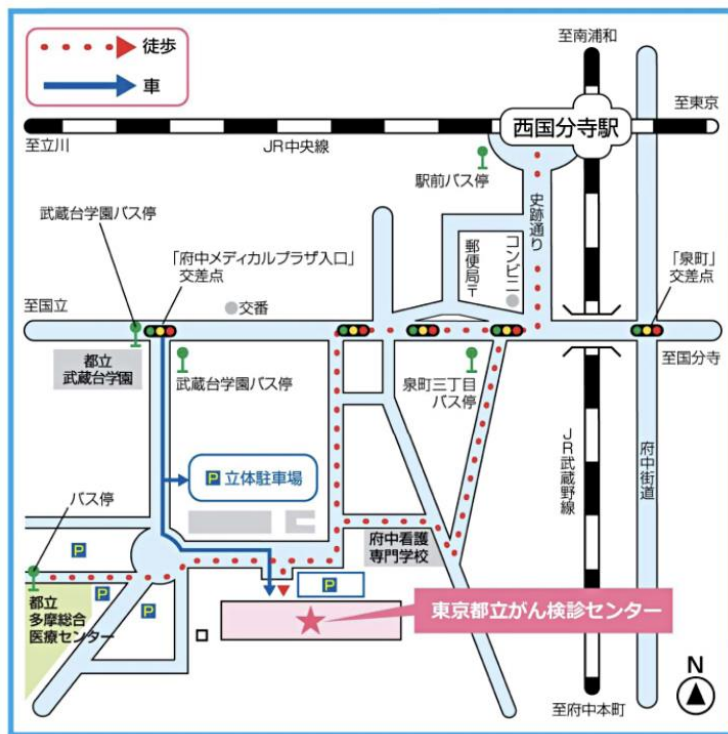 徒歩
車
至南浦和
至東京
西国分寺駅
至立川
JR中央線
駅前バス停
史跡通り
武蔵台学園バス停
「府中メディカルプラザ入口」
交差点
郵便局〒
コンビニ
「泉町」
交差点
至国立
交番
至国分寺
都立
武蔵台学園
武蔵台学園バス停
泉町三丁目
バス停
JR武蔵野線
府中街道
P 立体駐車場
バス停
P
府中看護
専門学校
P
P
P
都立
多摩総合
医療センター
東京都立がん検診センター
至府中本町
N